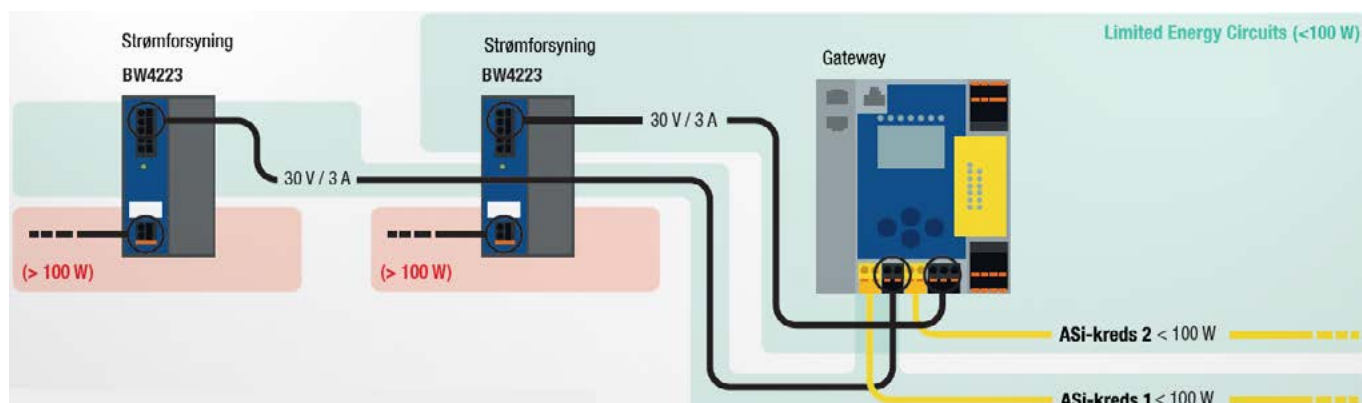 Limited Energy Circuits (<100 W)
Strømforsyning
BW4223
Strømforsyning
BW4223
Gateway
30 V / 3 A
30 V / 3 A
(> 100 W)
(> 100 W)
ASi-kreds 2 < 100 W
ASi-kreds 1 < 100 W